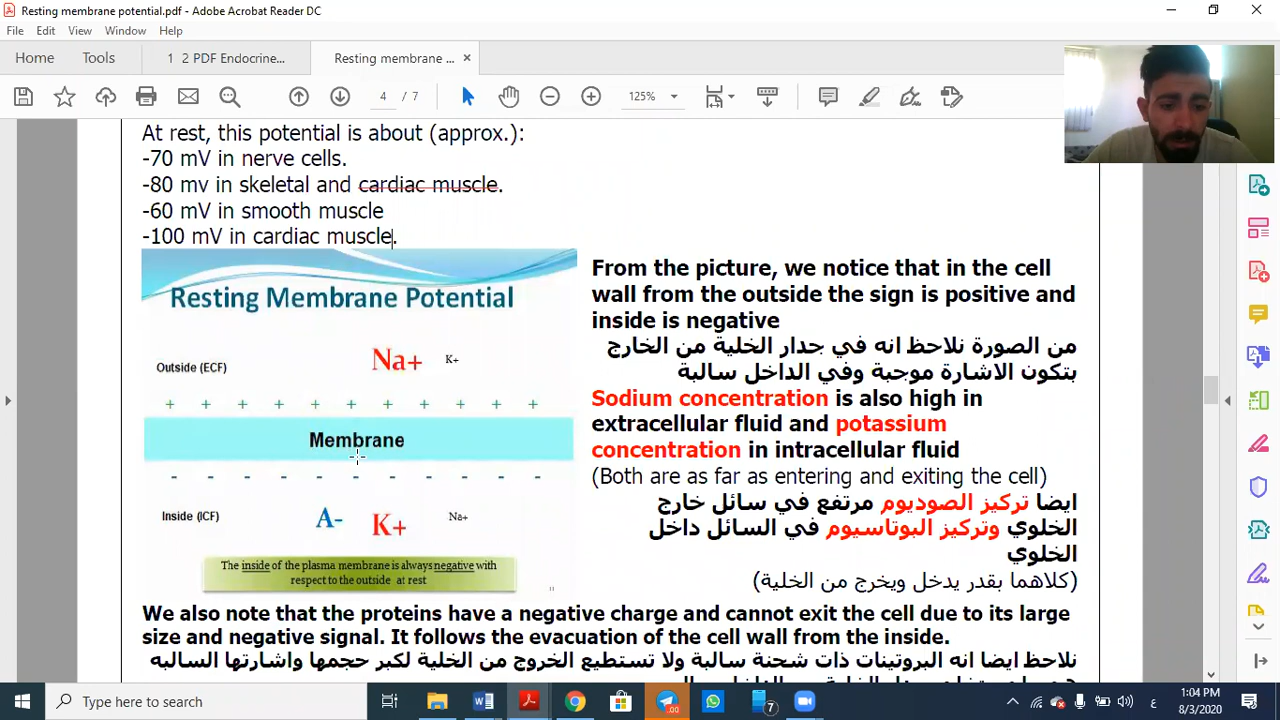 Resting membrane potential.pdf - Adobe Acrobat Reader DC
File Edit View Window Help
Home Tools 1 2 PDF Endocrine... Resting membrane ... ×
4 / 7 125%
At rest, this potential is about (approx.):
-70 mV in nerve cells.
-80 mv in skeletal and cardiac muscle.
-60 mV in smooth muscle
-100 mV in cardiac muscle.
Resting Membrane Potential
Outside (ECF) Na+ K+
+ + + + + + + + + + +
Membrane
- - - - - - - - - - -
Inside (ICF) A- K+ Na+
The inside of the plasma membrane is always negative with
respect to the outside at rest
From the picture, we notice that in the cell
wall from the outside the sign is positive and
inside is negative
من الصورة نلاحظ انه في جدار الخلية من الخارج
بتكون الاشارة موجبة وفي الداخل سالبة
Sodium concentration is also high in
extracellular fluid and potassium
concentration in intracellular fluid
(Both are as far as entering and exiting the cell)
ايضا تركيز الصوديوم مرتفع في سائل خارج
الخلوي وتركيز البوتاسيوم في السائل داخل
الخلوي
(كلاهما بقدر يدخل ويخرج من الخلية)
We also note that the proteins have a negative charge and cannot exit the cell due to its large
size and negative signal. It follows the evacuation of the cell wall from the inside.
نلاحظ ايضا انه البروتينات ذات شحنة سالبة ولا تستطيع الخروج من الخلية لكبر حجمها واشارتها السالبه
Type here to search
7
ع
1:04 PM
8/3/2020